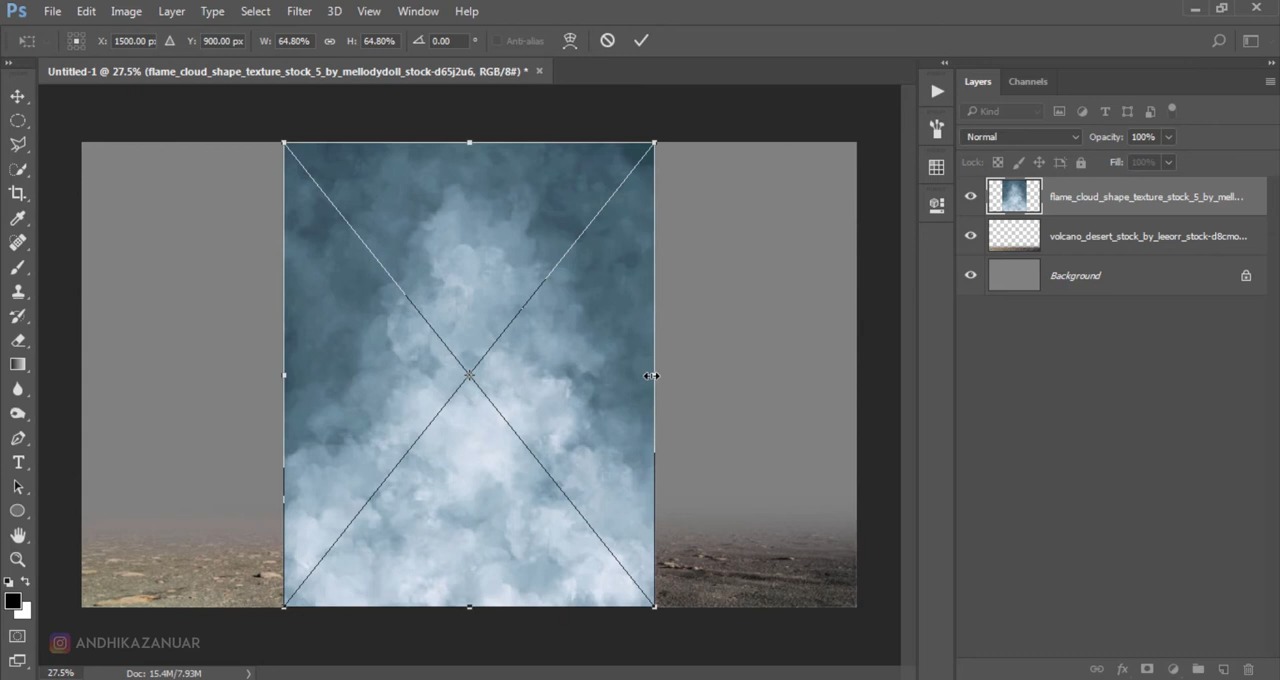 Ps File Edit Image Layer Type Select Filter 3D View Window Help
X: 1500.00 px Y: 900.00 px W: 64.80% H: 64.80% 0.00 ° Anti-alias
Untitled-1 @ 27.5% (flame_cloud_shape_texture_stock_5_by_mellodydoll_stock-d65j2u6, RGB/8#) * ×
Layers Channels
Kind
Normal Opacity: 100%
Lock: Fill: 100%
flame_cloud_shape_texture_stock_5_by_mell...
volcano_desert_stock_by_leeorr_stock-d8cmo...
Background
ANDHIKAZANUAR
27.5% Doc: 15.4M/7.93M